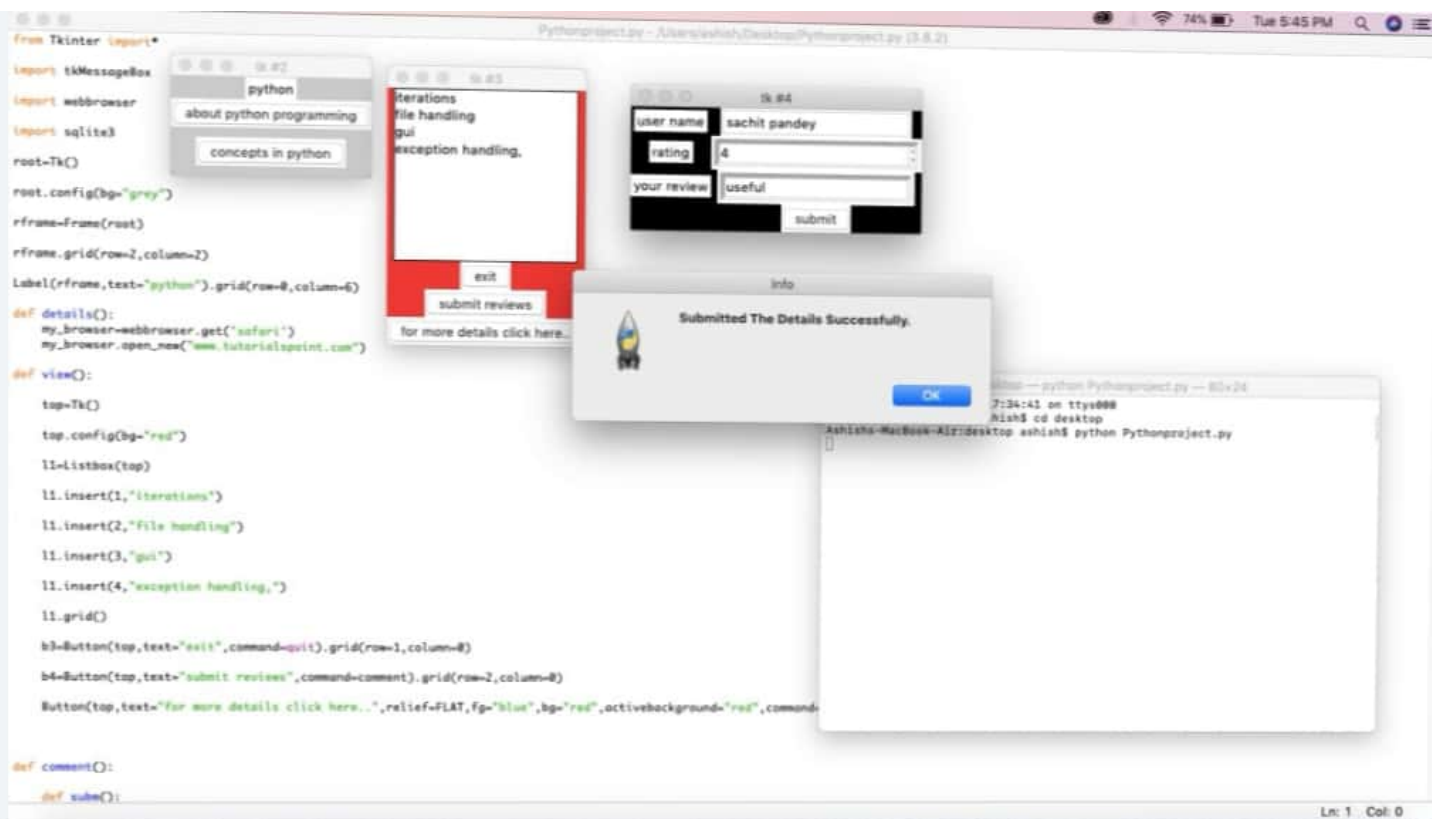 74% Tue 5:45 PM
Pythonproject.py - /Users/ashish/Desktop/Pythonproject.py (3.8.2)
from Tkinter import*
import tkMessageBox
import webbrowser
import sqlite3
root=Tk()
root.config(bg="grey")
rframe=Frame(root)
rframe.grid(row=2,column=2)
Label(rframe,text="python").grid(row=0,column=6)
def details():
my_browser=webbrowser.get('safari')
my_browser.open_new("www.tutorialspoint.com")
def view():
top=Tk()
top.config(bg="red")
l1=Listbox(top)
l1.insert(1,"iterations")
l1.insert(2,"file handling")
l1.insert(3,"gui")
l1.insert(4,"exception handling,")
l1.grid()
b3=Button(top,text="exit",command=quit).grid(row=1,column=0)
b4=Button(top,text="submit reviews",command=comment).grid(row=2,column=0)
Button(top,text="for more details click here..",relief=FLAT,fg="blue",bg="red",activebackground="red",command=
def comment():
def subm():
tk #2
python
about python programming
concepts in python
tk #3
iterations
file handling
gui
exception handling,
exit
submit reviews
for more details click here..
tk #4
user name sachit pandey
rating 4
your review useful
submit
Info
Submitted The Details Successfully.
OK
— python Pythonproject.py — 80×24
7:34:41 on ttys000
hish$ cd desktop
Ashishs-MacBook-Air:desktop ashish$ python Pythonproject.py
Ln: 1 Col: 0